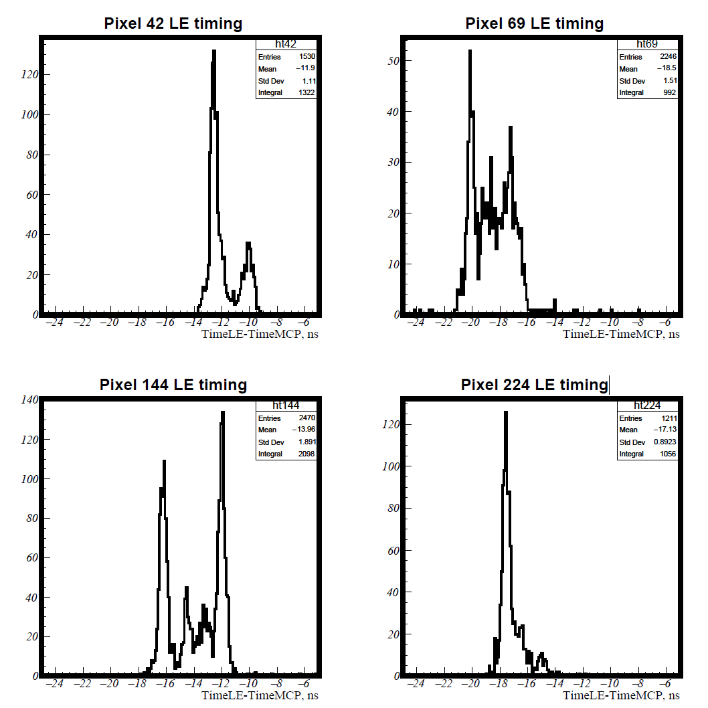 Pixel 42 LE timing
ht42
Entries 1530
Mean −11.9
Std Dev 1.11
Integral 1322
120
100
80
60
40
20
0
−24 −22 −20 −18 −16 −14 −12 −10 −8 −6
TimeLE-TimeMCP, ns
Pixel 69 LE timing
ht69
Entries 2246
Mean −18.5
Std Dev 1.51
Integral 992
50
40
30
20
10
0
−24 −22 −20 −18 −16 −14 −12 −10 −8 −6
TimeLE-TimeMCP, ns
Pixel 144 LE timing
ht144
Entries 2470
Mean −13.96
Std Dev 1.891
Integral 2098
140
120
100
80
60
40
20
0
−24 −22 −20 −18 −16 −14 −12 −10 −8 −6
TimeLE-TimeMCP, ns
Pixel 224 LE timing
ht224
Entries 1211
Mean −17.13
Std Dev 0.8923
Integral 1056
120
100
80
60
40
20
0
−24 −22 −20 −18 −16 −14 −12 −10 −8 −6
TimeLE-TimeMCP, ns